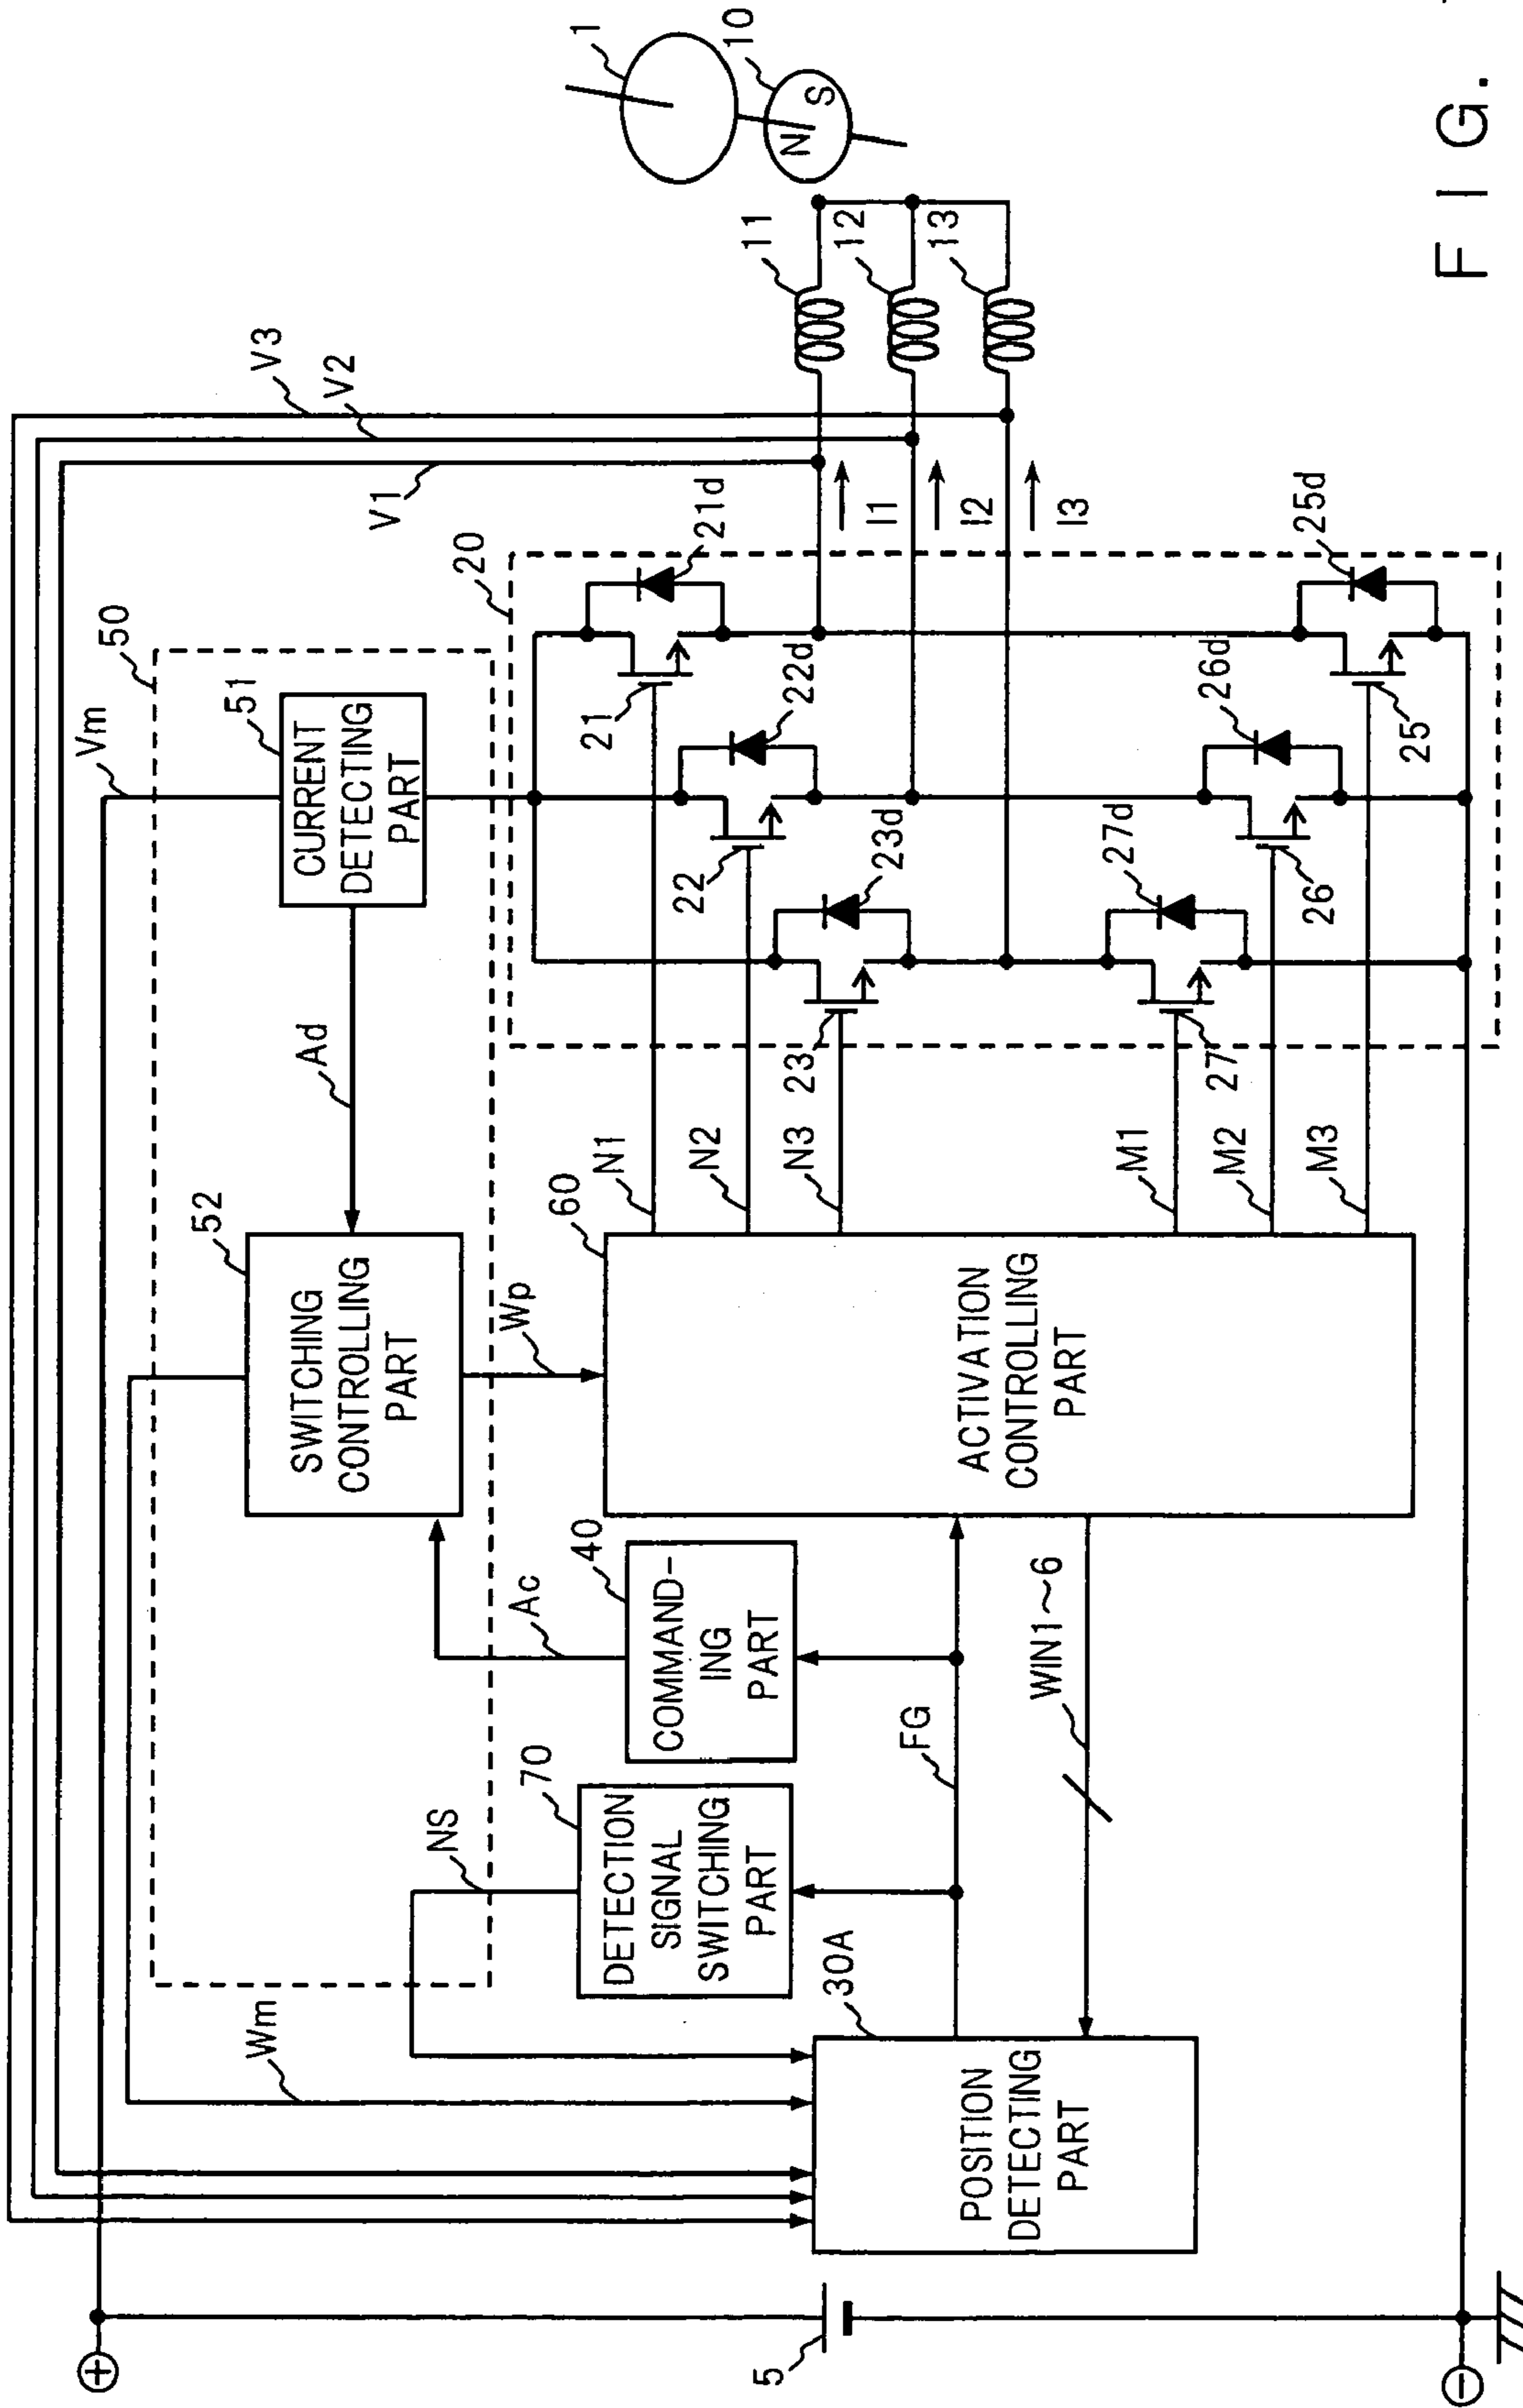 1
10
N
S
11
12
13
V3
V2
V1
I1
I2
I3
20
21d
25d
50
Vm
51
CURRENT
DETECTING
PART
21
22d
26d
25
22
23d
27d
26
23
27
Ad
52
SWITCHING
CONTROLLING
PART
Wp
60
N1
N2
N3
M1
M2
M3
ACTIVATION
CONTROLLING
PART
Ac
40
COMMAND-
ING
PART
FG
WIN1~6
NS
70
DETECTION
SIGNAL
SWITCHING
PART
Wm
30A
POSITION
DETECTING
PART
5
+
−
FIG.